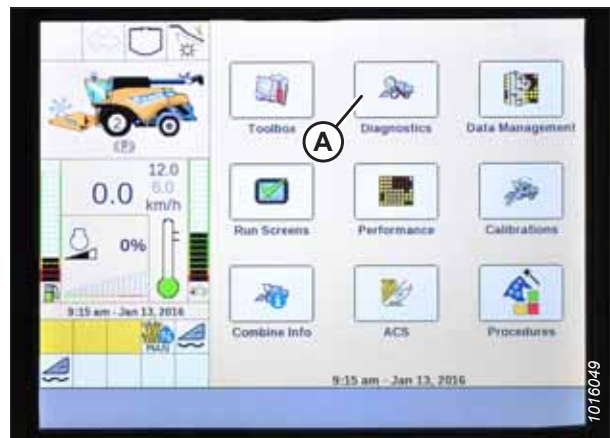 2
(P)
12.0
6.0
0.0 km/h
0%
9:15 am - Jan 13, 2016
MAN
Toolbox
Diagnostics
Data Management
Run Screens
Performance
Calibrations
Combine Info
ACS
Procedures
9:15 am - Jan 13, 2016
A
1016049